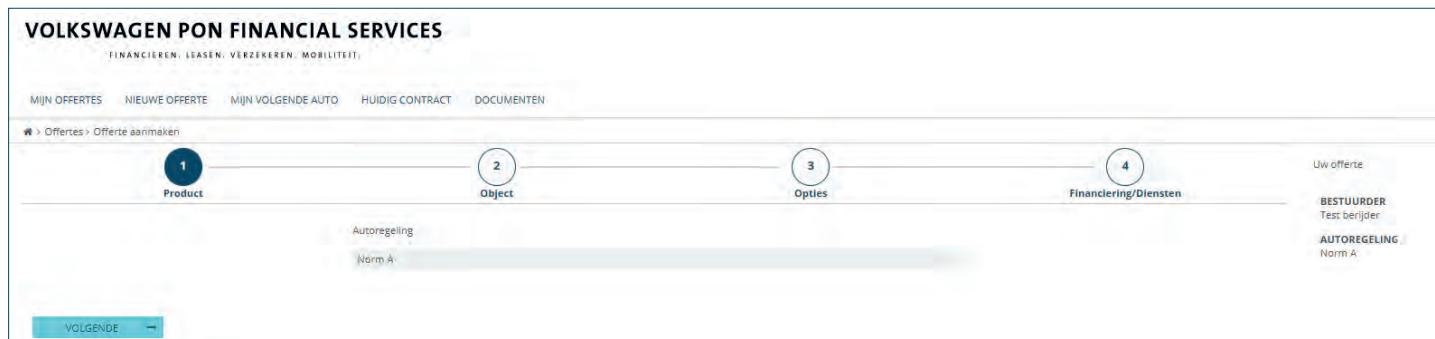 VOLKSWAGEN PON FINANCIAL SERVICES
FINANCIEREN. LEASEN. VERZEKEREN. MOBILITEIT.
MIJN OFFERTES NIEUWE OFFERTE MIJN VOLGENDE AUTO HUIDIG CONTRACT DOCUMENTEN
> Offertes > Offerte aanmaken
1 2 3 4
Product Object Opties Financiering/Diensten
Uw offerte
BESTUURDER
Test berijder
AUTOREGELING
Norm A
Autoregeling
Norm A
VOLGENDE →